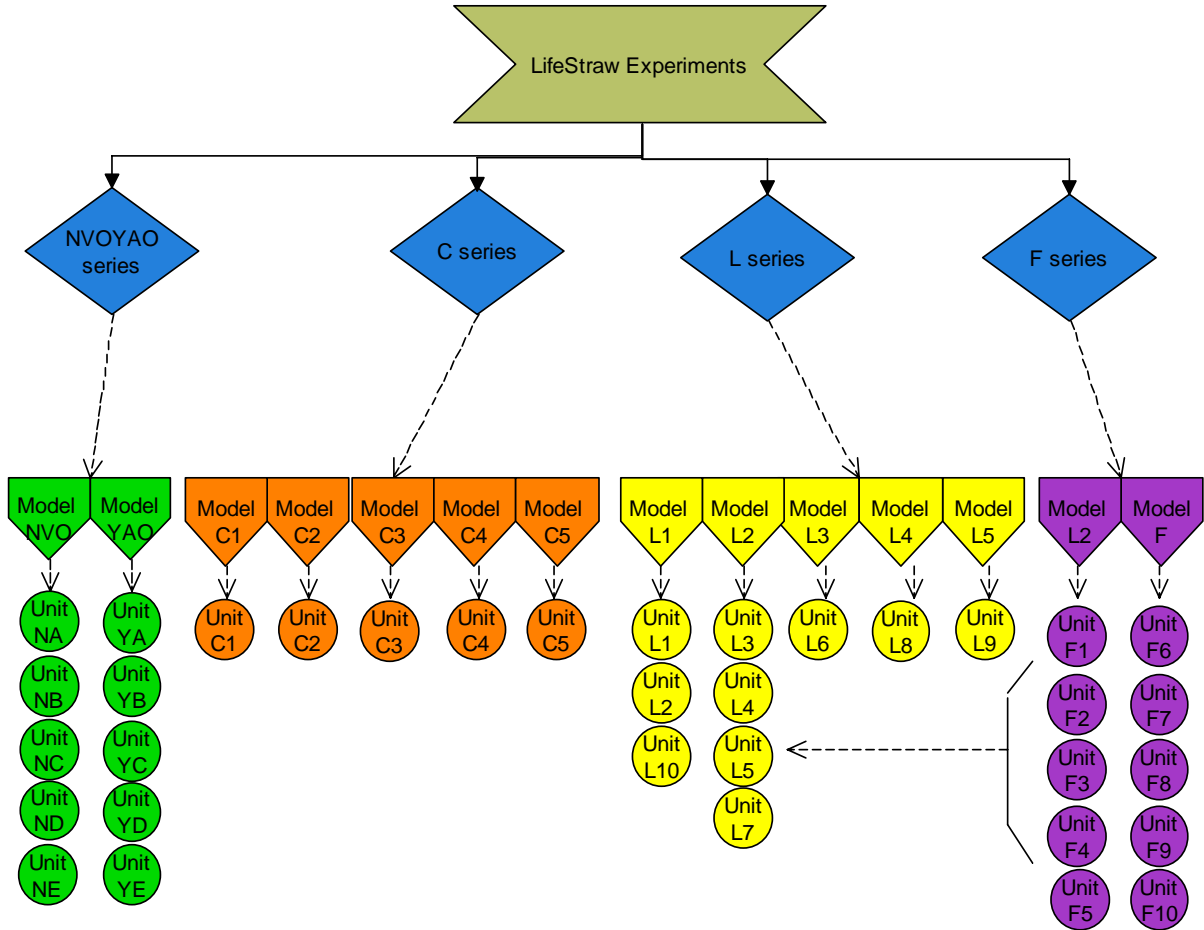 LifeStraw Experiments
NVOYAO
series
C series
L series
F series
Model
NVO
Model
YAO
Model
C1
Model
C2
Model
C3
Model
C4
Model
C5
Model
L1
Model
L2
Model
L3
Model
L4
Model
L5
Model
L2
Model
F
Unit
NA
Unit
NB
Unit
NC
Unit
ND
Unit
NE
Unit
YA
Unit
YB
Unit
YC
Unit
YD
Unit
YE
Unit
C1
Unit
C2
Unit
C3
Unit
C4
Unit
C5
Unit
L1
Unit
L2
Unit
L10
Unit
L3
Unit
L4
Unit
L5
Unit
L7
Unit
L6
Unit
L8
Unit
L9
Unit
F1
Unit
F2
Unit
F3
Unit
F4
Unit
F5
Unit
F6
Unit
F7
Unit
F8
Unit
F9
Unit
F10